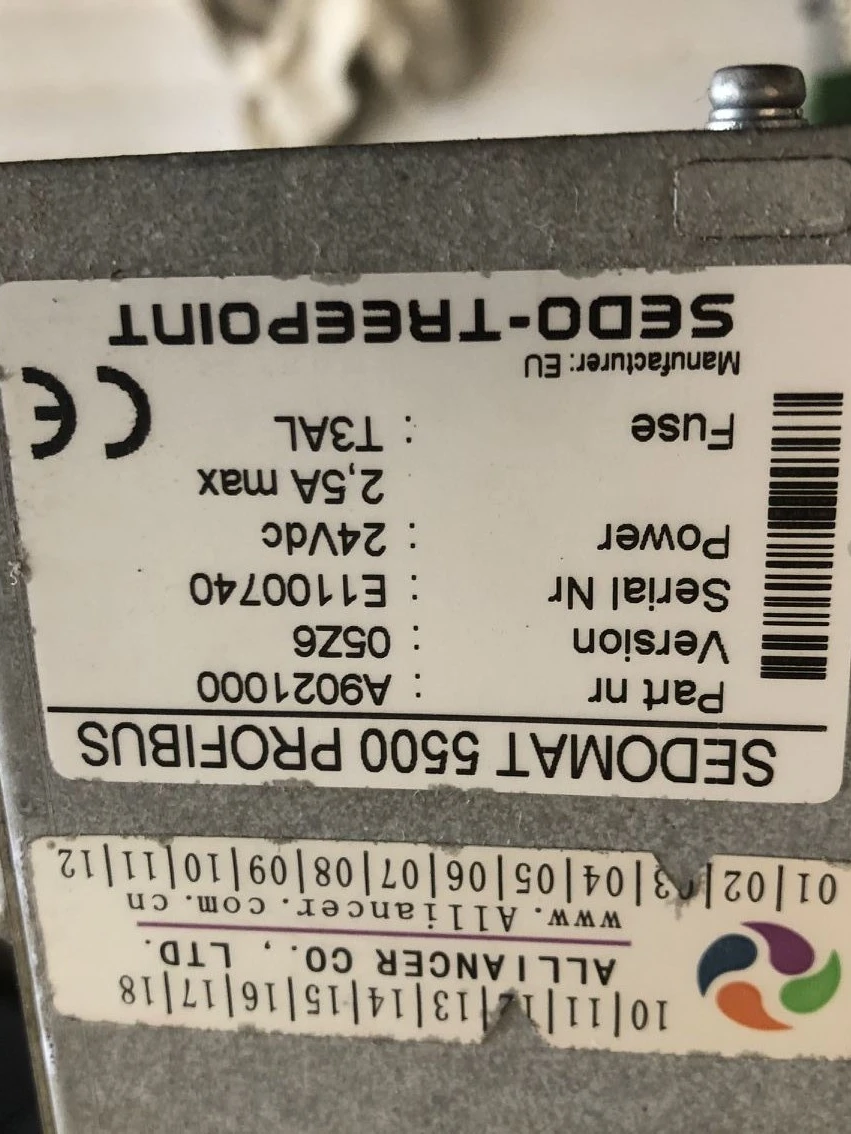 10|11|12|13|14|15|16|17|18
ALLIANCER CO., LTD.
www.Alliancer.com.cn
01|02|03|04|05|06|07|08|09|10|11|12
SEDOMAT 5500 PROFIBUS
Part nr : A9021000
Version : 05Z6
Serial Nr : E1100740
Power : 24Vdc
2,5A max
Fuse : T3AL
CE
Manufacturer: EU
SEDO-TREEPOINT